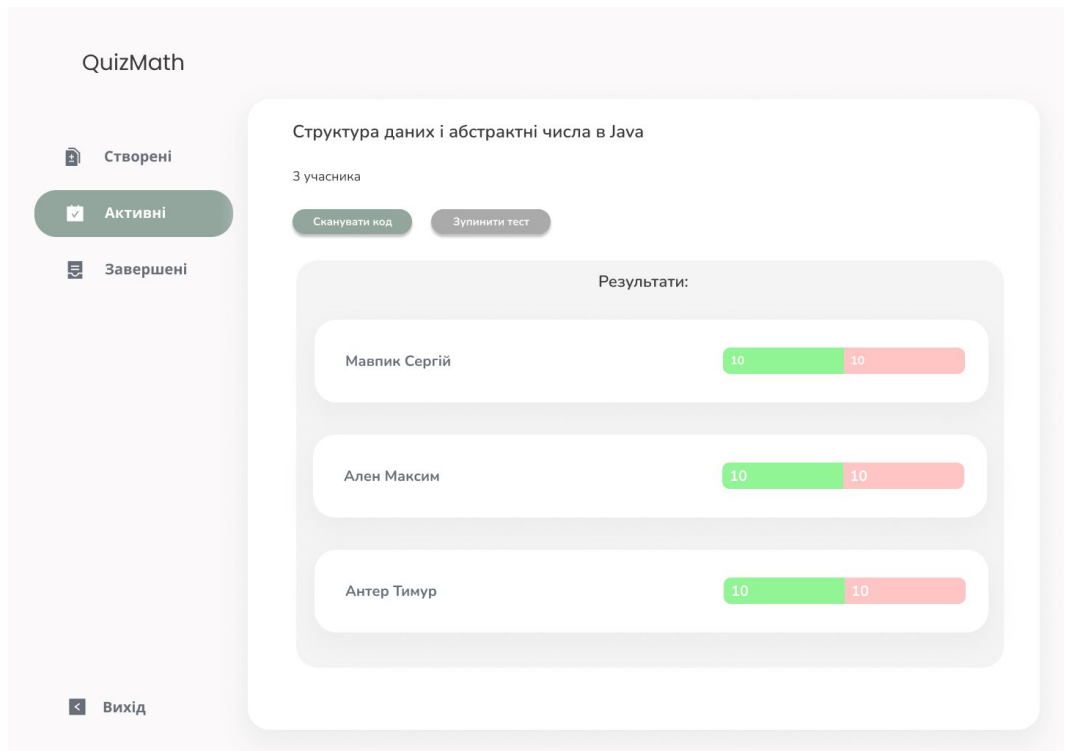 QuizMath
Створені
Активні
Завершені
Вихід
Структура даних і абстрактні числа в Java
3 учасника
Сканувати код
Зупинити тест
Результати:
Мавпик Сергій
10
10
Ален Максим
10
10
Антер Тимур
10
10